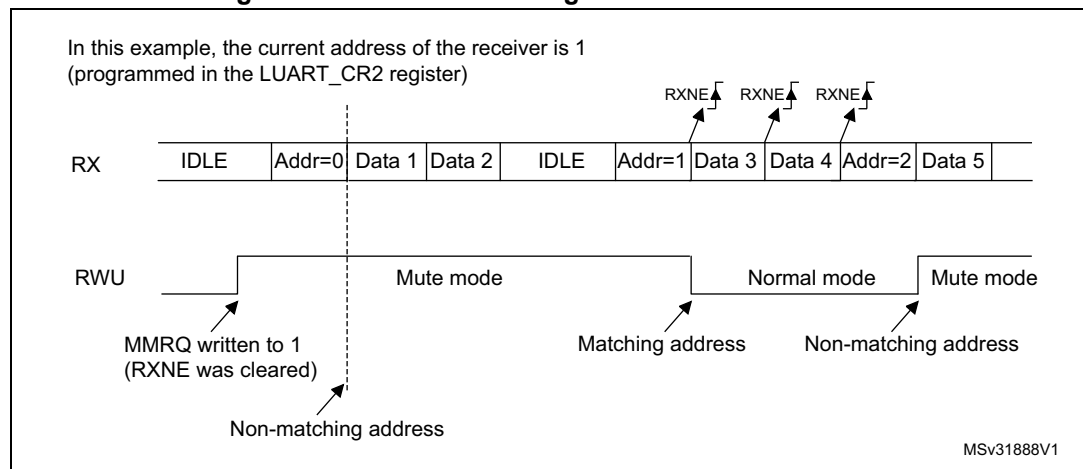 In this example, the current address of the receiver is 1
(programmed in the LUART_CR2 register)
RXNE RXNE RXNE
RX IDLE Addr=0 Data 1 Data 2 IDLE Addr=1 Data 3 Data 4 Addr=2 Data 5
RWU Mute mode Normal mode Mute mode
MMRQ written to 1
(RXNE was cleared)
Matching address Non-matching address
Non-matching address
MSv31888V1